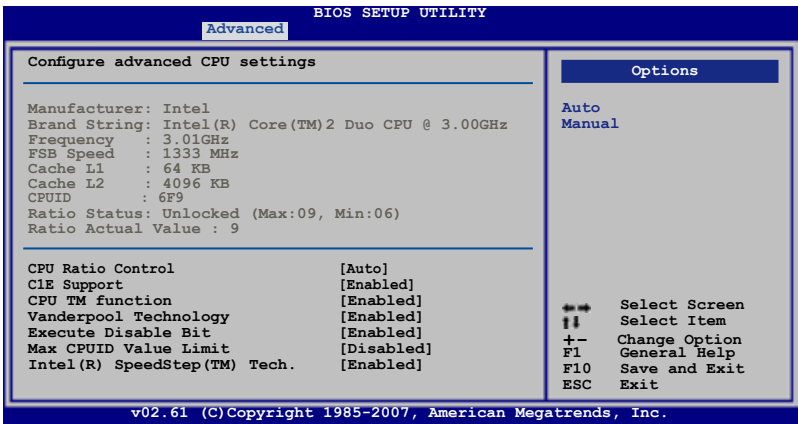 BIOS SETUP UTILITY
Advanced
Configure advanced CPU settings
Manufacturer: Intel
Brand String: Intel(R) Core(TM)2 Duo CPU @ 3.00GHz
Frequency : 3.01GHz
FSB Speed : 1333 MHz
Cache L1 : 64 KB
Cache L2 : 4096 KB
CPUID : 6F9
Ratio Status: Unlocked (Max:09, Min:06)
Ratio Actual Value : 9
CPU Ratio Control [Auto]
C1E Support [Enabled]
CPU TM function [Enabled]
Vanderpool Technology [Enabled]
Execute Disable Bit [Enabled]
Max CPUID Value Limit [Disabled]
Intel(R) SpeedStep(TM) Tech. [Enabled]
Options
Auto
Manual
←→ Select Screen
↑↓ Select Item
+- Change Option
F1 General Help
F10 Save and Exit
ESC Exit
v02.61 (C)Copyright 1985-2007, American Megatrends, Inc.